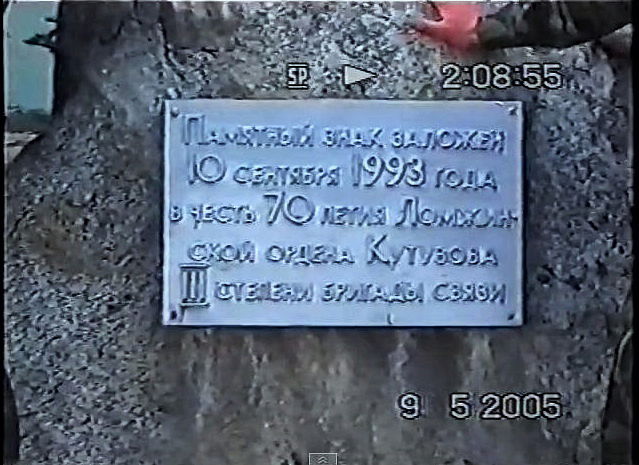 SP ▷ 2:08:55
Памятный знак заложен
10 сентября 1993 года
в честь 70 летия Ломжин-
ской ордена Кутузова
III степени бригады связи
9. 5.2005